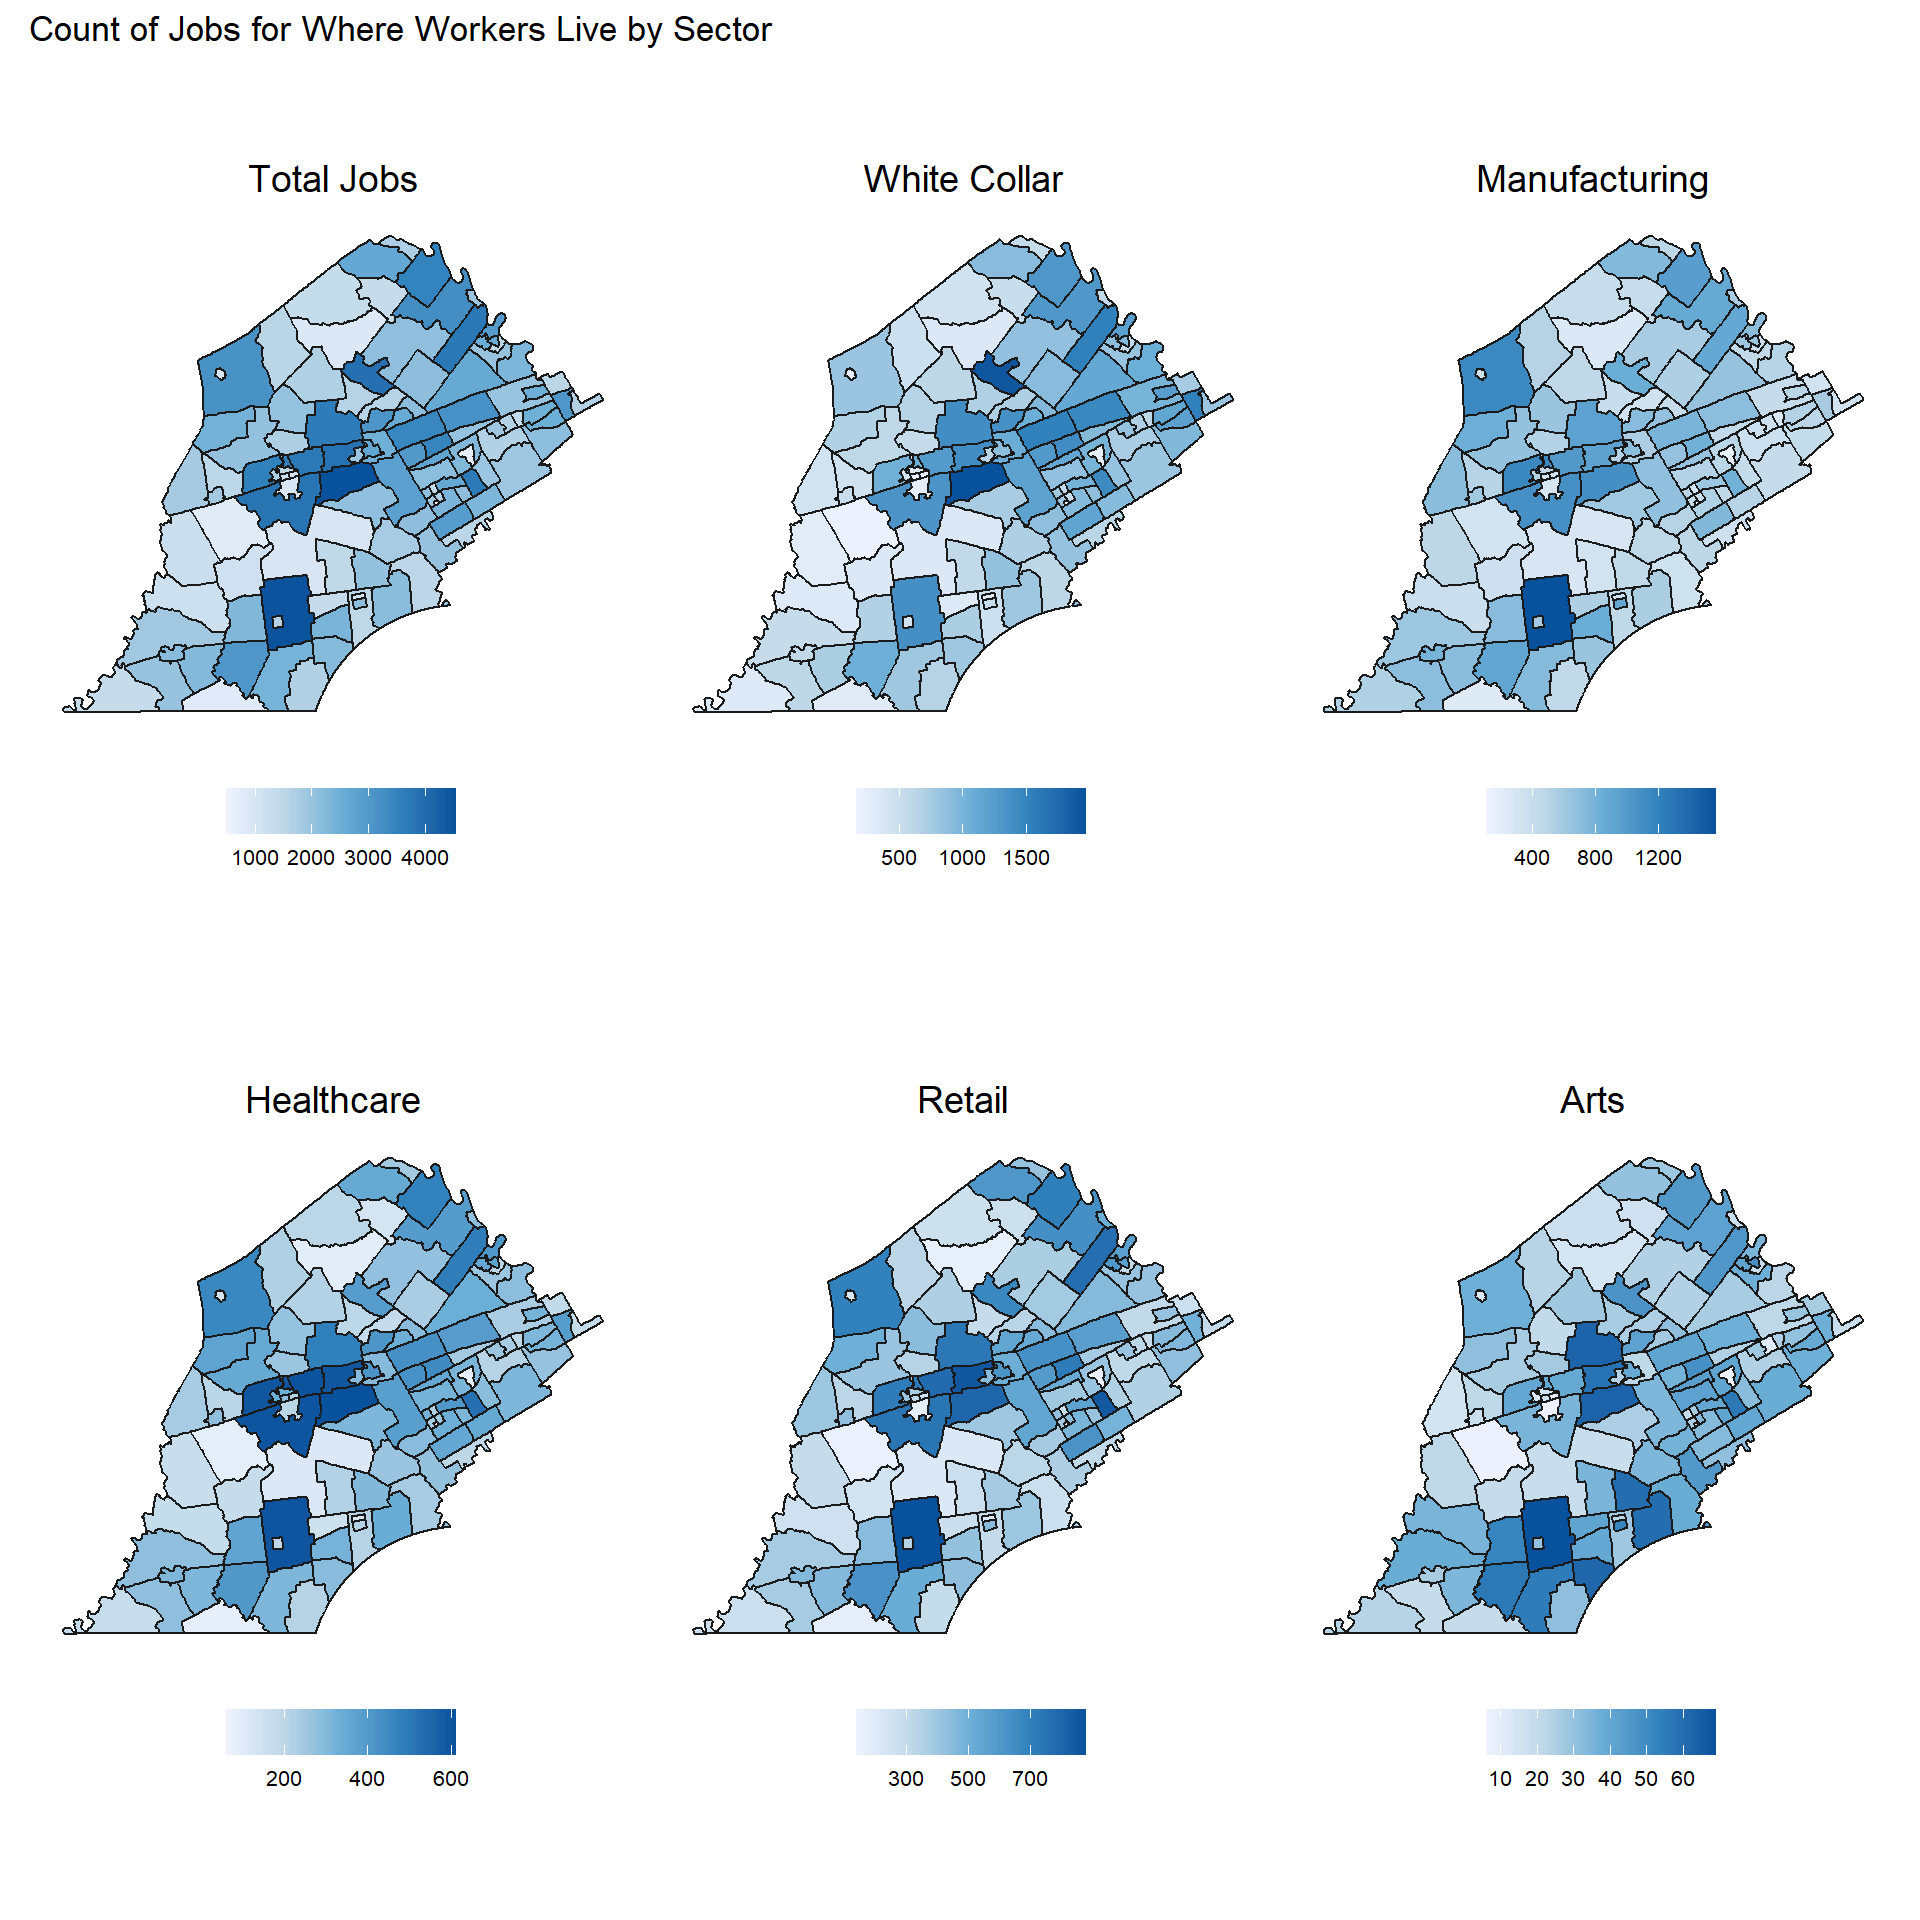 Count of Jobs for Where Workers Live by Sector
Total Jobs
White Collar
Manufacturing
1000 2000 3000 4000
500 1000 1500
400 800 1200
Healthcare
Retail
Arts
200 400 600
300 500 700
10 20 30 40 50 60